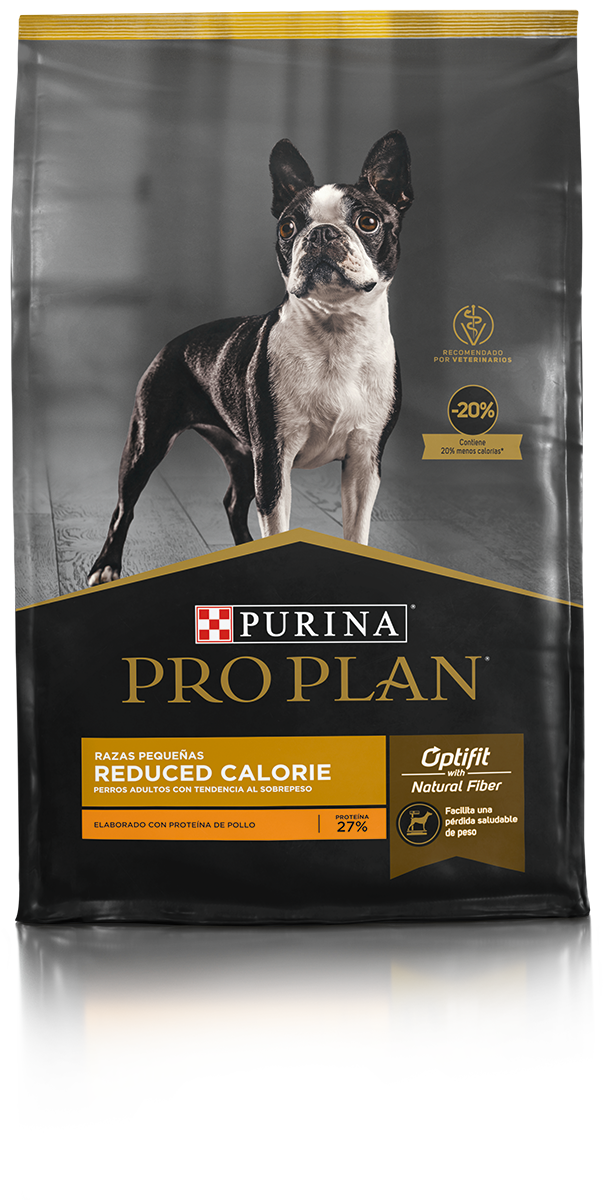 RECOMENDADO
POR VETERINARIOS
-20%
Contiene
20% menos calorías*
PURINA®
PRO PLAN®
RAZAS PEQUEÑAS
REDUCED CALORIE
PERROS ADULTOS CON TENDENCIA AL SOBREPESO
ELABORADO CON PROTEÍNA DE POLLO
PROTEÍNA
27%
Optifit
with
Natural Fiber
Facilita una
pérdida saludable
de peso